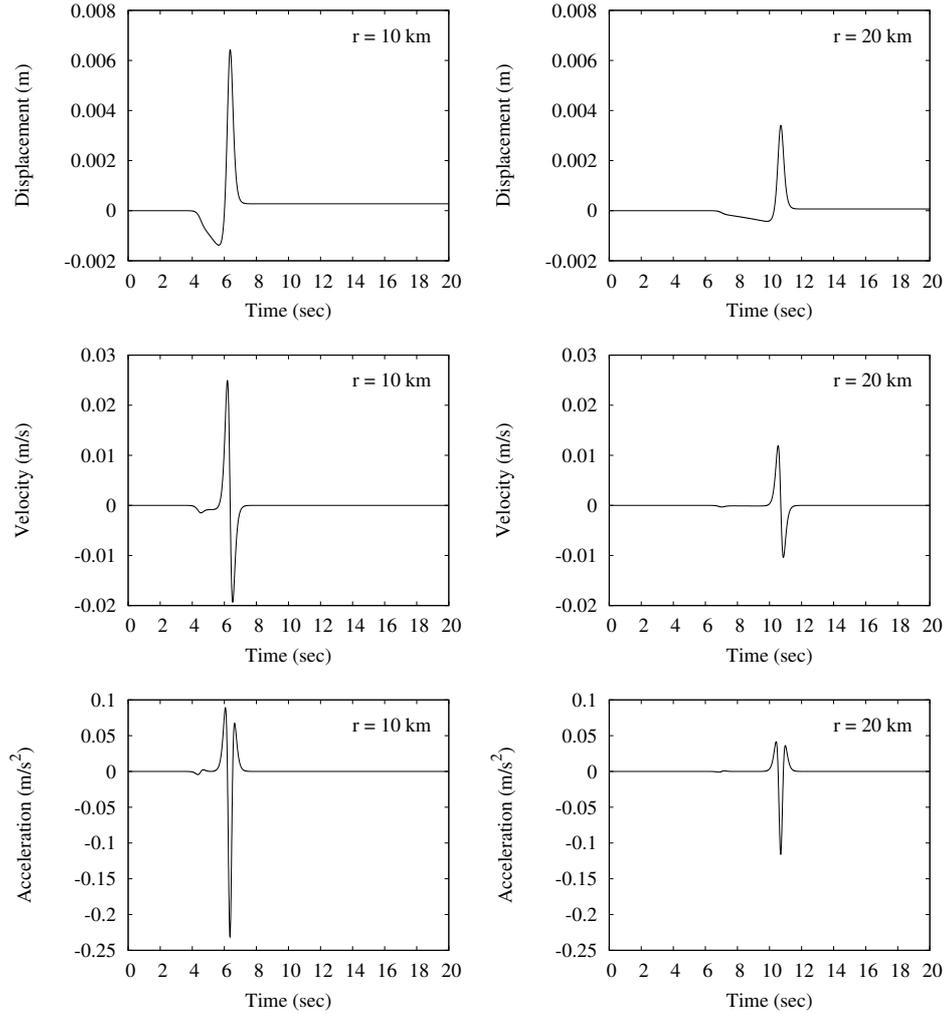 0.008
0.006
0.004
0.002
0
-0.002
Displacement (m)
r = 10 km
0 2 4 6 8 10 12 14 16 18 20
Time (sec)
0.008
0.006
0.004
0.002
0
-0.002
Displacement (m)
r = 20 km
0 2 4 6 8 10 12 14 16 18 20
Time (sec)
0.03
0.02
0.01
0
-0.01
-0.02
Velocity (m/s)
r = 10 km
0 2 4 6 8 10 12 14 16 18 20
Time (sec)
0.03
0.02
0.01
0
-0.01
-0.02
Velocity (m/s)
r = 20 km
0 2 4 6 8 10 12 14 16 18 20
Time (sec)
0.1
0.05
0
-0.05
-0.1
-0.15
-0.2
-0.25
Acceleration (m/s²)
r = 10 km
0 2 4 6 8 10 12 14 16 18 20
Time (sec)
0.1
0.05
0
-0.05
-0.1
-0.15
-0.2
-0.25
Acceleration (m/s²)
r = 20 km
0 2 4 6 8 10 12 14 16 18 20
Time (sec)